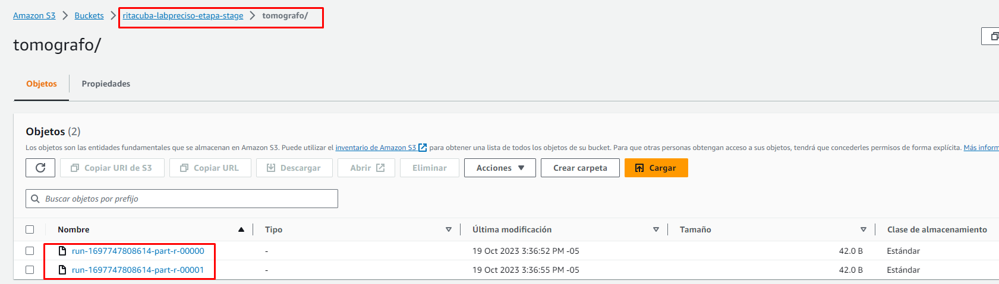 Amazon S3 > Buckets > ritacuba-labpreciso-etapa-stage > tomografo/
tomografo/
Objetos Propiedades
Objetos (2)
Los objetos son las entidades fundamentales que se almacenan en Amazon S3. Puede utilizar el inventario de Amazon S3 para obtener una lista de todos los objetos de su bucket. Para que otras personas obtengan acceso a sus objetos, tendrá que concederles permisos de forma explícita. Más inform
Copiar URI de S3 Copiar URL Descargar Abrir Eliminar Acciones Crear carpeta Cargar
Buscar objetos por prefijo
Nombre Tipo Última modificación Tamaño Clase de almacenamiento
run-1697747808614-part-r-00000 - 19 Oct 2023 3:36:52 PM -05 42.0 B Estándar
run-1697747808614-part-r-00001 - 19 Oct 2023 3:36:55 PM -05 42.0 B Estándar